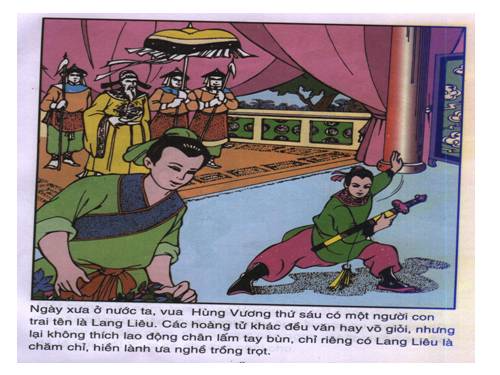 Ngày xưa ở nước ta, vua Hùng Vương thứ sáu có một người con
trai tên là Lang Liêu. Các hoàng tử khác đều văn hay võ giỏi, nhưng
lại không thích lao động chân lấm tay bùn, chỉ riêng có Lang Liêu là
chăm chỉ, hiền lành ưa nghề trồng trọt.